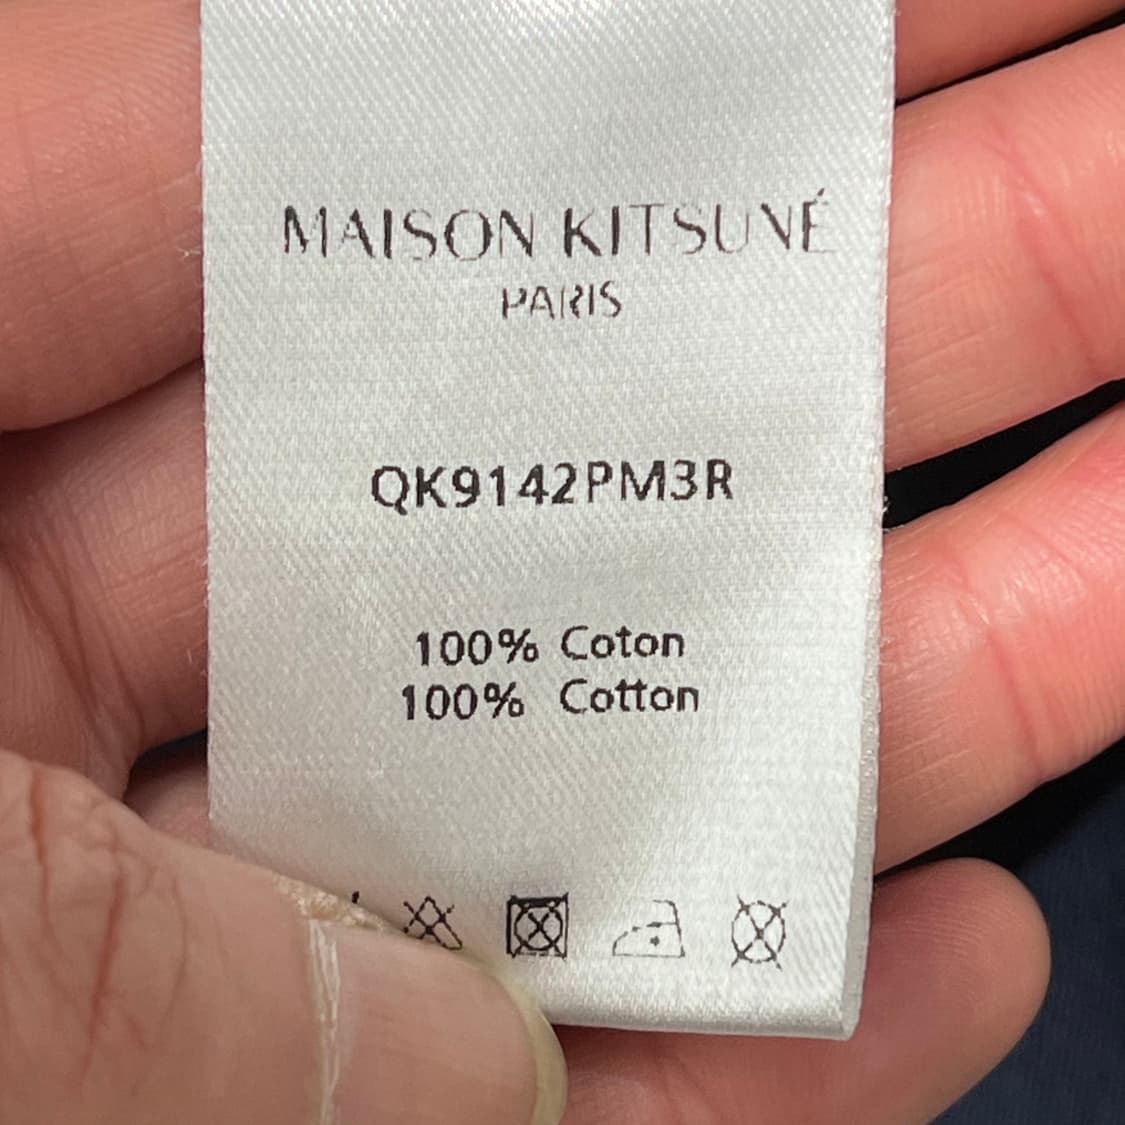 MAISON KITSUNÉ
PARIS
QK9142PM3R
100% Coton
100% Cotton